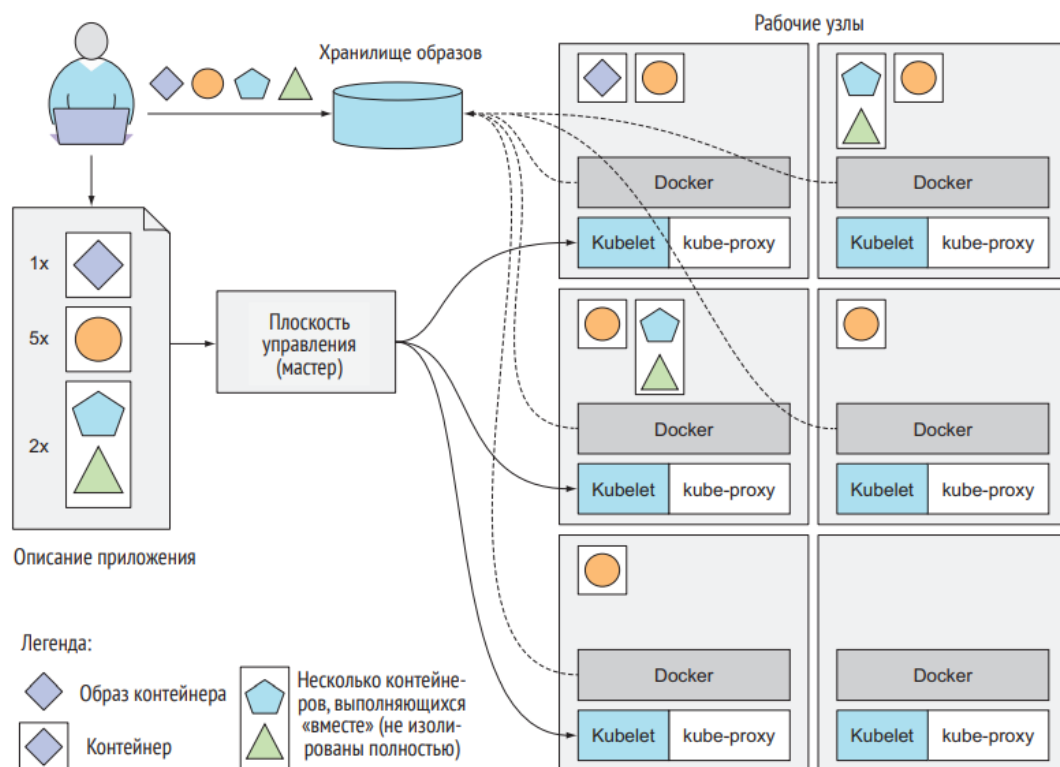 Рабочие узлы
Хранилище образов
Docker
Kubelet
kube-proxy
Docker
Kubelet
kube-proxy
1x
5x
2x
Плоскость
управления
(мастер)
Docker
Kubelet
kube-proxy
Docker
Kubelet
kube-proxy
Описание приложения
Docker
Kubelet
kube-proxy
Docker
Kubelet
kube-proxy
Легенда:
Образ контейнера
Контейнер
Несколько контейне-
ров, выполняющихся
«вместе» (не изоли-
рованы полностью)